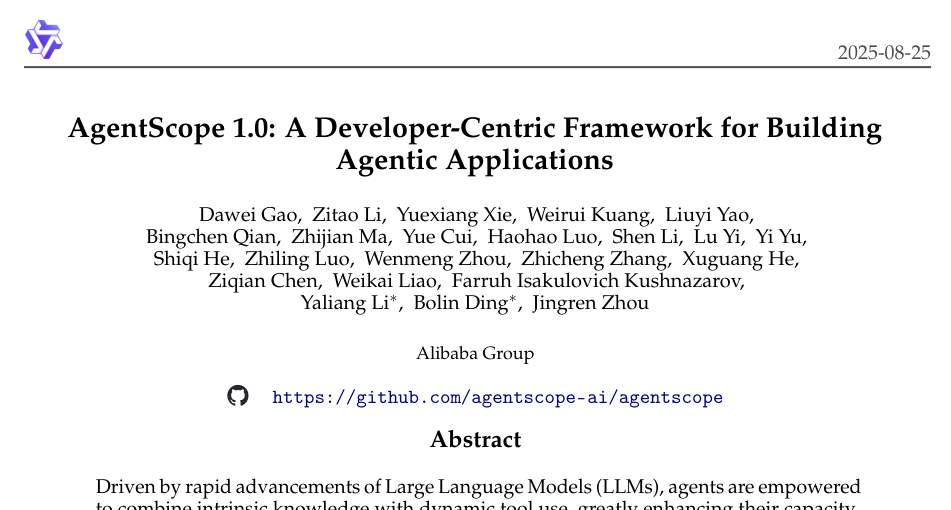 2025-08-25
AgentScope 1.0: A Developer-Centric Framework for Building
Agentic Applications
Dawei Gao, Zitao Li, Yuexiang Xie, Weirui Kuang, Liuyi Yao,
Bingchen Qian, Zhijian Ma, Yue Cui, Haohao Luo, Shen Li, Lu Yi, Yi Yu,
Shiqi He, Zhiling Luo, Wenmeng Zhou, Zhicheng Zhang, Xuguang He,
Ziqian Chen, Weikai Liao, Farruh Isakulovich Kushnazarov,
Yaliang Li*, Bolin Ding*, Jingren Zhou
Alibaba Group
https://github.com/agentscope-ai/agentscope
Abstract
Driven by rapid advancements of Large Language Models (LLMs), agents are empowered
to combine intrinsic knowledge with dynamic tool use, greatly enhancing their capacity